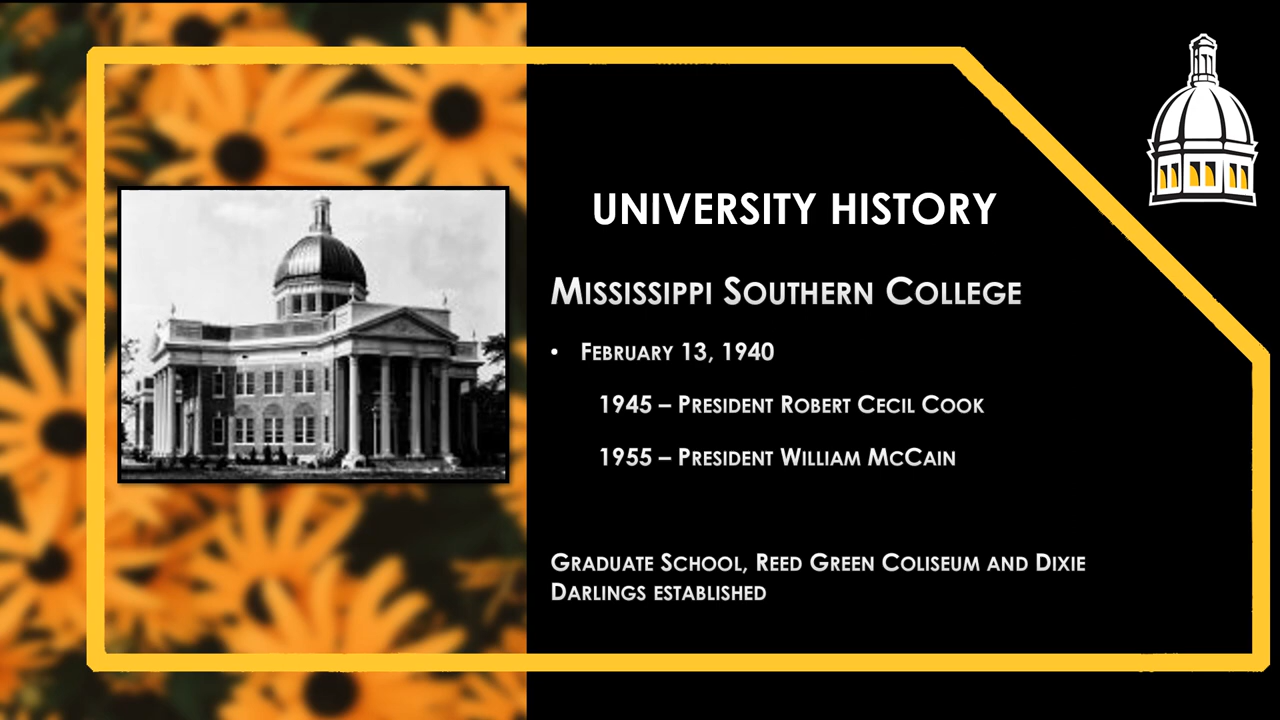 UNIVERSITY HISTORY
Mississippi Southern College
• February 13, 1940
1945 – President Robert Cecil Cook
1955 – President William McCain
Graduate School, Reed Green Coliseum and Dixie
Darlings established